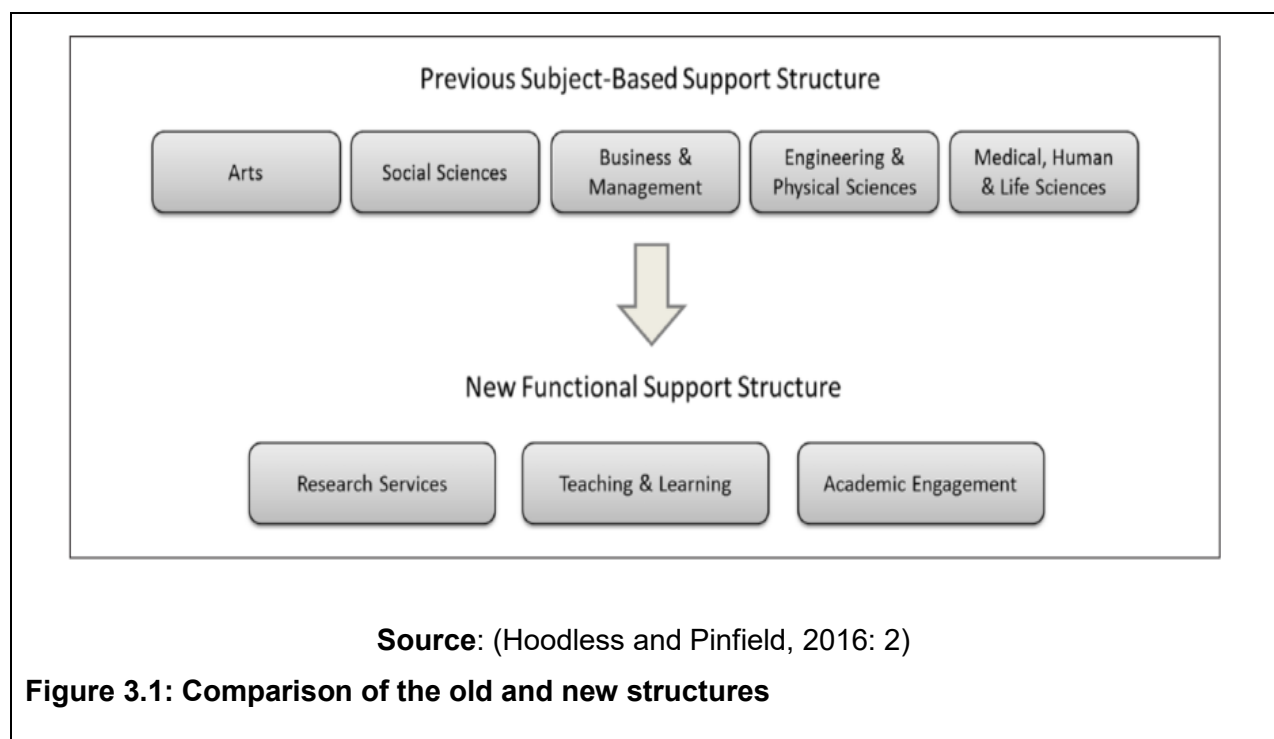 Previous Subject-Based Support Structure
Arts
Social Sciences
Business &
Management
Engineering &
Physical Sciences
Medical, Human
& Life Sciences
New Functional Support Structure
Research Services
Teaching & Learning
Academic Engagement
Source: (Hoodless and Pinfield, 2016: 2)
Figure 3.1: Comparison of the old and new structures